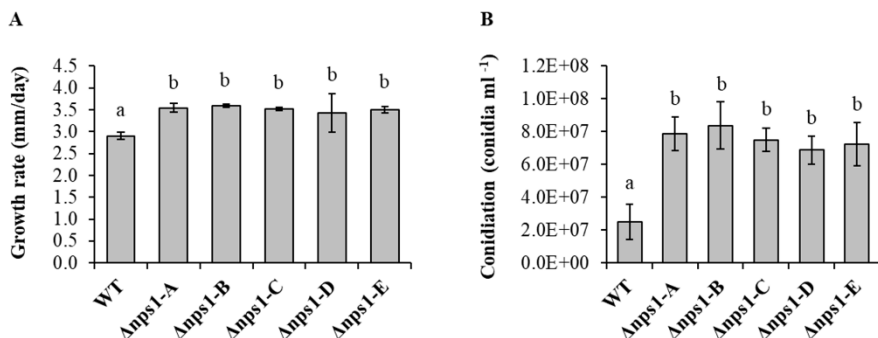 A
Growth rate (mm/day)
4.5
4.0
3.5
3.0
2.5
2.0
1.5
1.0
0.5
0.0
a
b
b
b
b
b
WT
Δnps1-A
Δnps1-B
Δnps1-C
Δnps1-D
Δnps1-E
B
Conidiation (conidia ml ⁻¹)
1.2E+08
1.0E+08
8.0E+07
6.0E+07
4.0E+07
2.0E+07
0.0E+00
a
b
b
b
b
b
WT
Δnps1-A
Δnps1-B
Δnps1-C
Δnps1-D
Δnps1-E